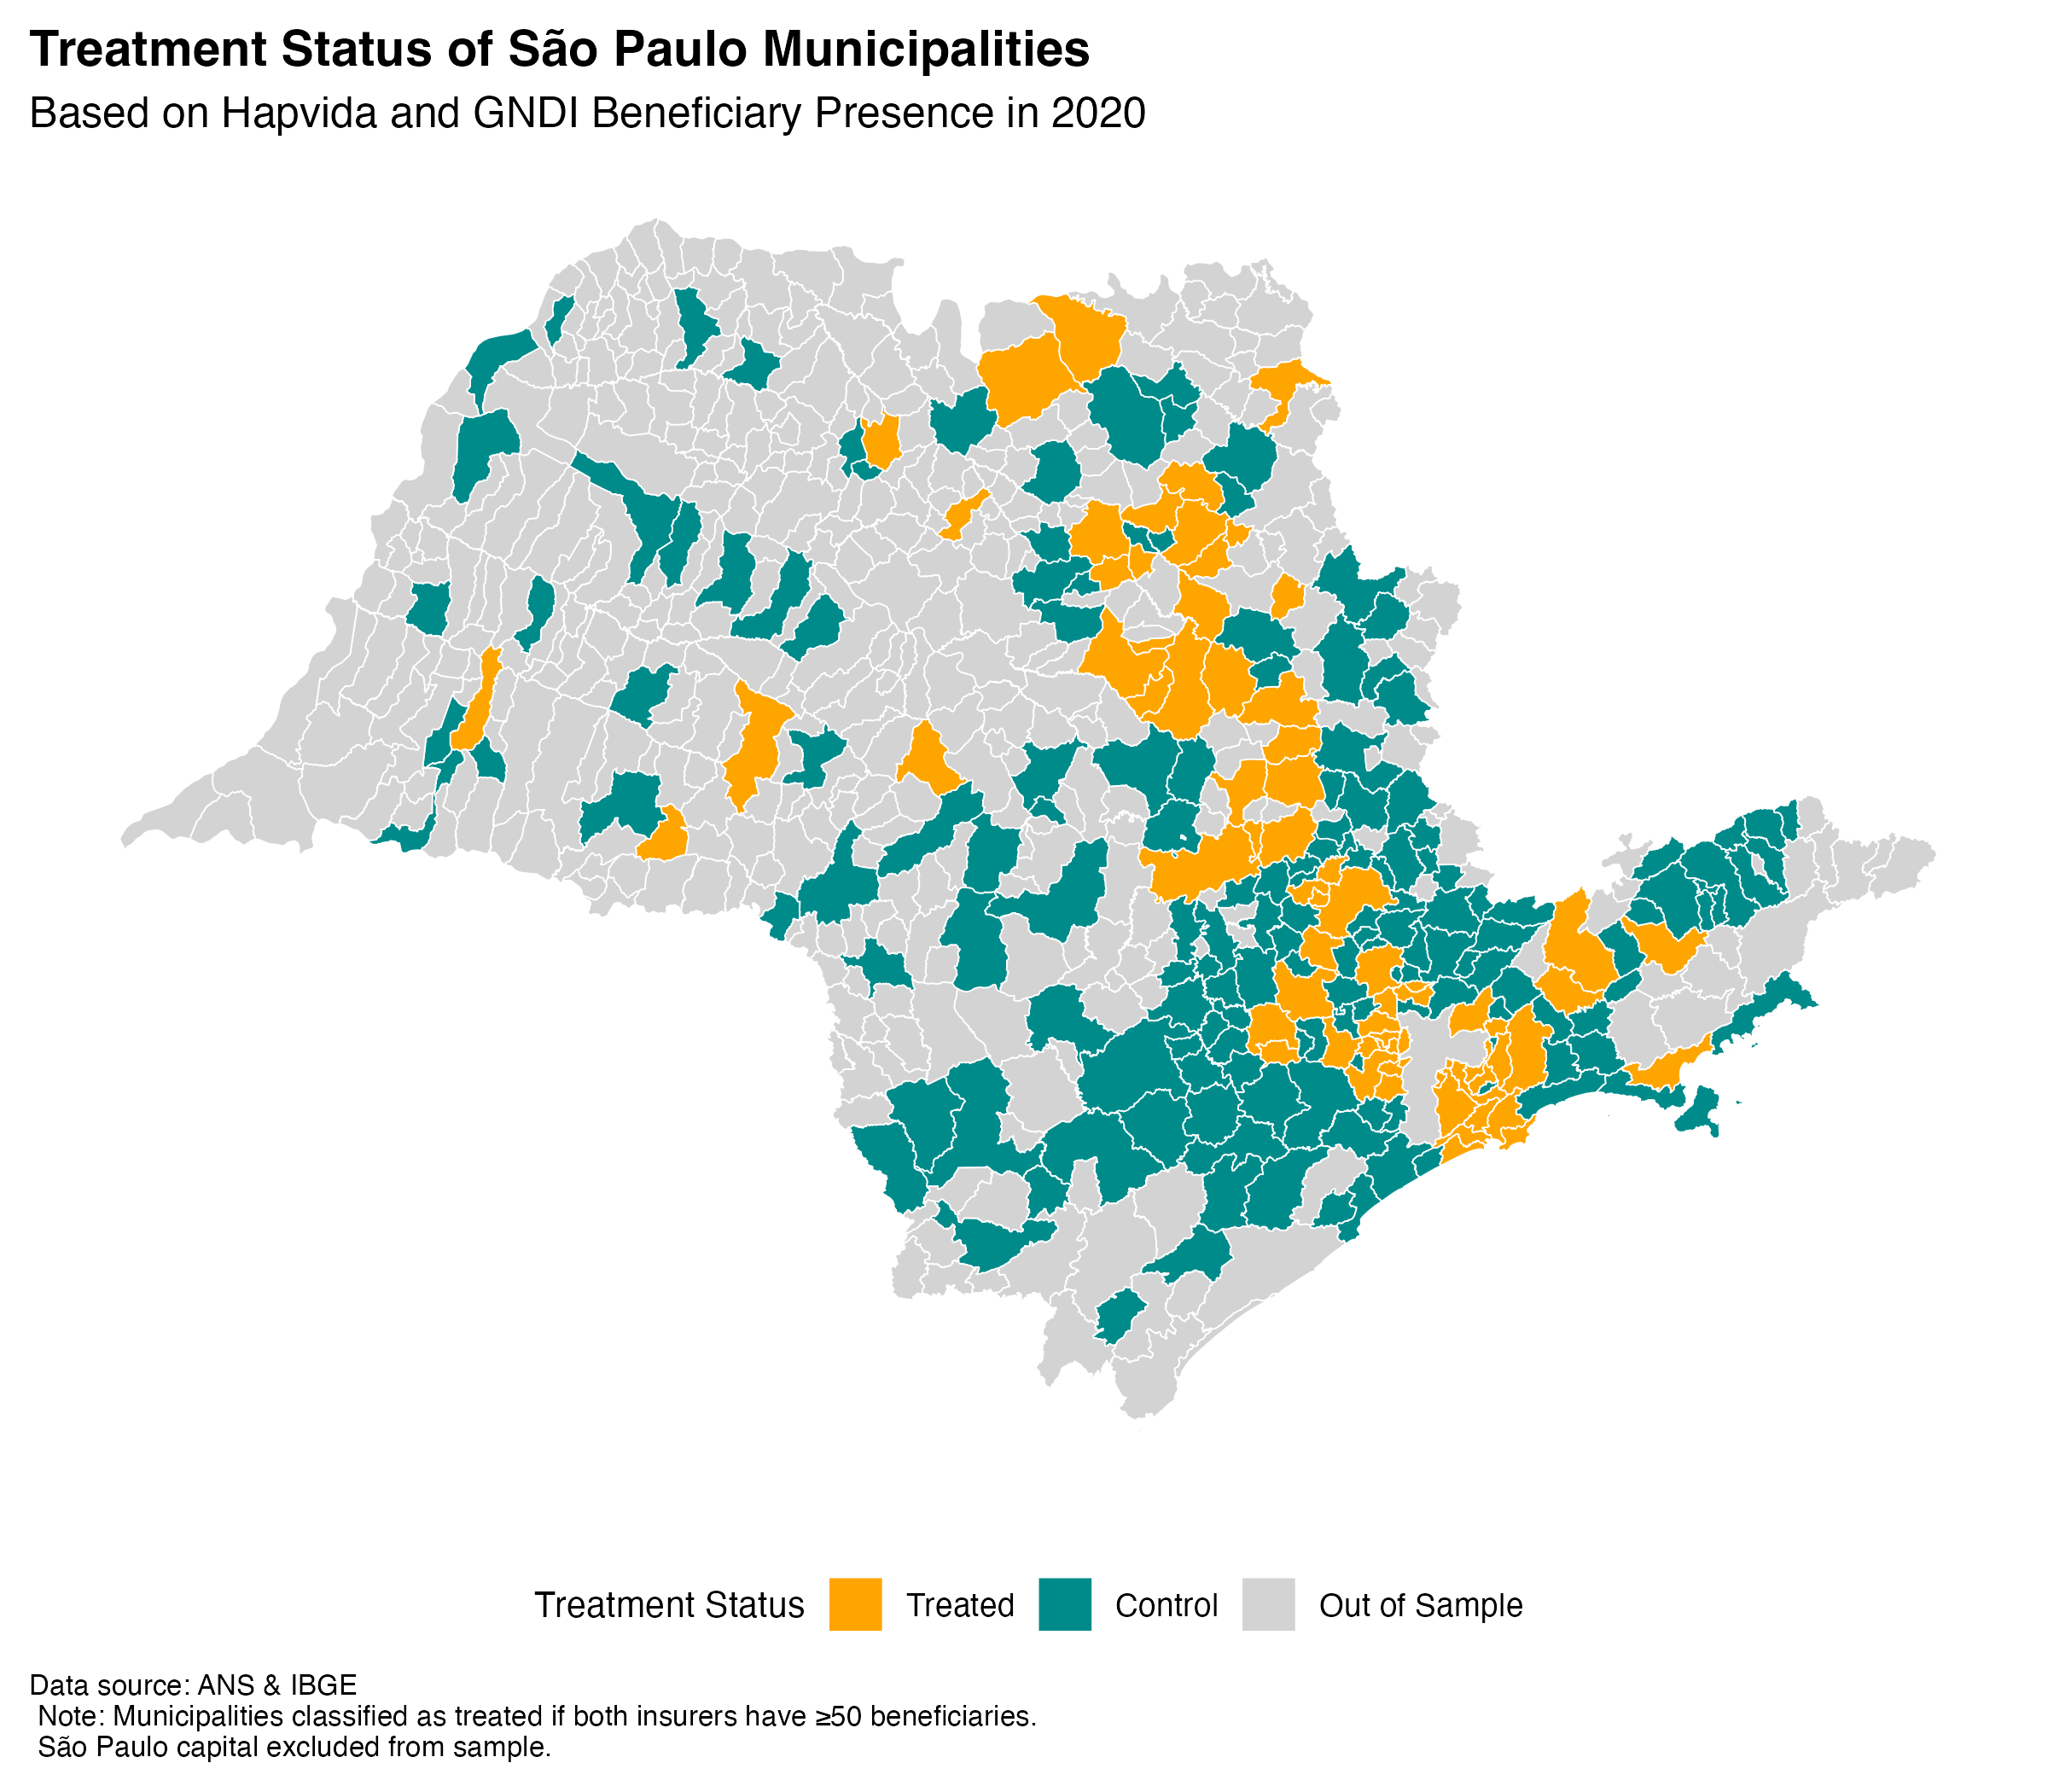 Treatment Status of São Paulo Municipalities
Based on Hapvida and GNDI Beneficiary Presence in 2020
Treatment Status Treated Control Out of Sample
Data source: ANS & IBGE
Note: Municipalities classified as treated if both insurers have ≥50 beneficiaries.
São Paulo capital excluded from sample.